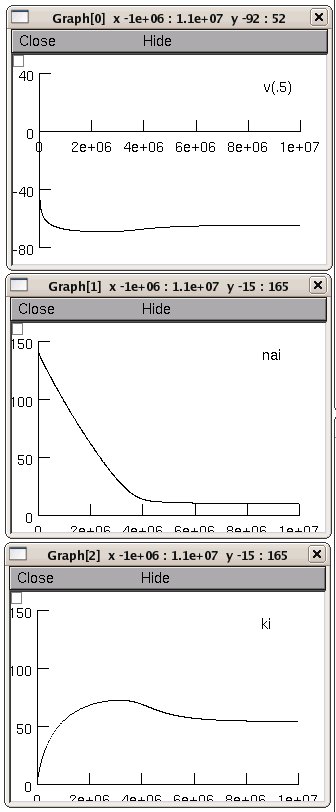 Graph[0] x -1e+06 : 1.1e+07 y -92 : 52
Close Hide
40
v(.5)
0
0 2e+06 4e+06 6e+06 8e+06 1e+07
-40
-80
Graph[1] x -1e+06 : 1.1e+07 y -15 : 165
Close Hide
150
nai
100
50
0
0 2e+06 4e+06 6e+06 8e+06 1e+07
Graph[2] x -1e+06 : 1.1e+07 y -15 : 165
Close Hide
150
ki
100
50
0
0 2e+06 4e+06 6e+06 8e+06 1e+07